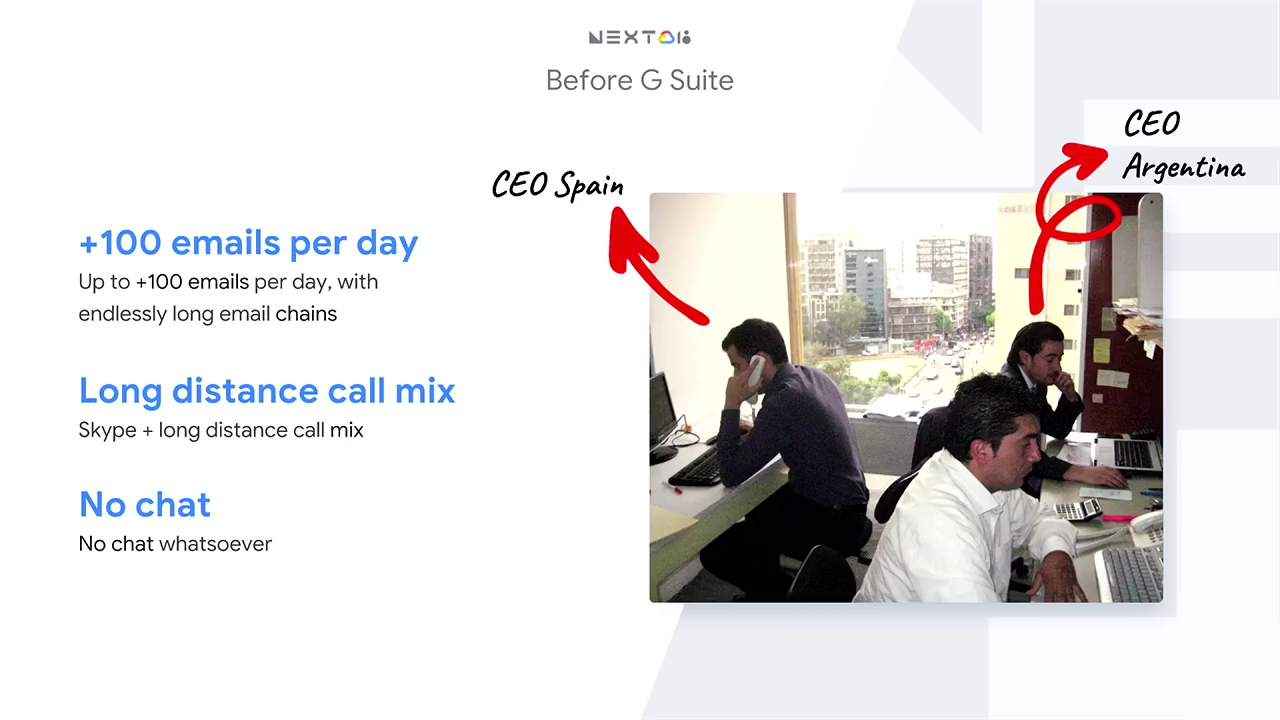 NEXT18
Before G Suite
CEO
Argentina
CEO Spain
+100 emails per day
Up to +100 emails per day, with
endlessly long email chains
Long distance call mix
Skype + long distance call mix
No chat
No chat whatsoever